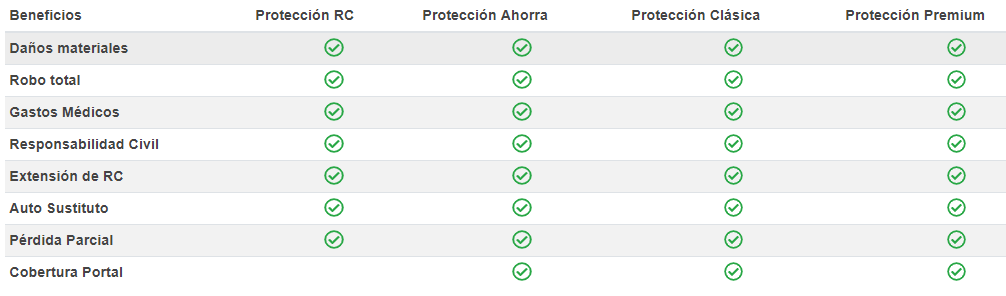 Beneficios Protección RC Protección Ahorra Protección Clásica Protección Premium
Daños materiales
Robo total
Gastos Médicos
Responsabilidad Civil
Extensión de RC
Auto Sustituto
Pérdida Parcial
Cobertura Portal